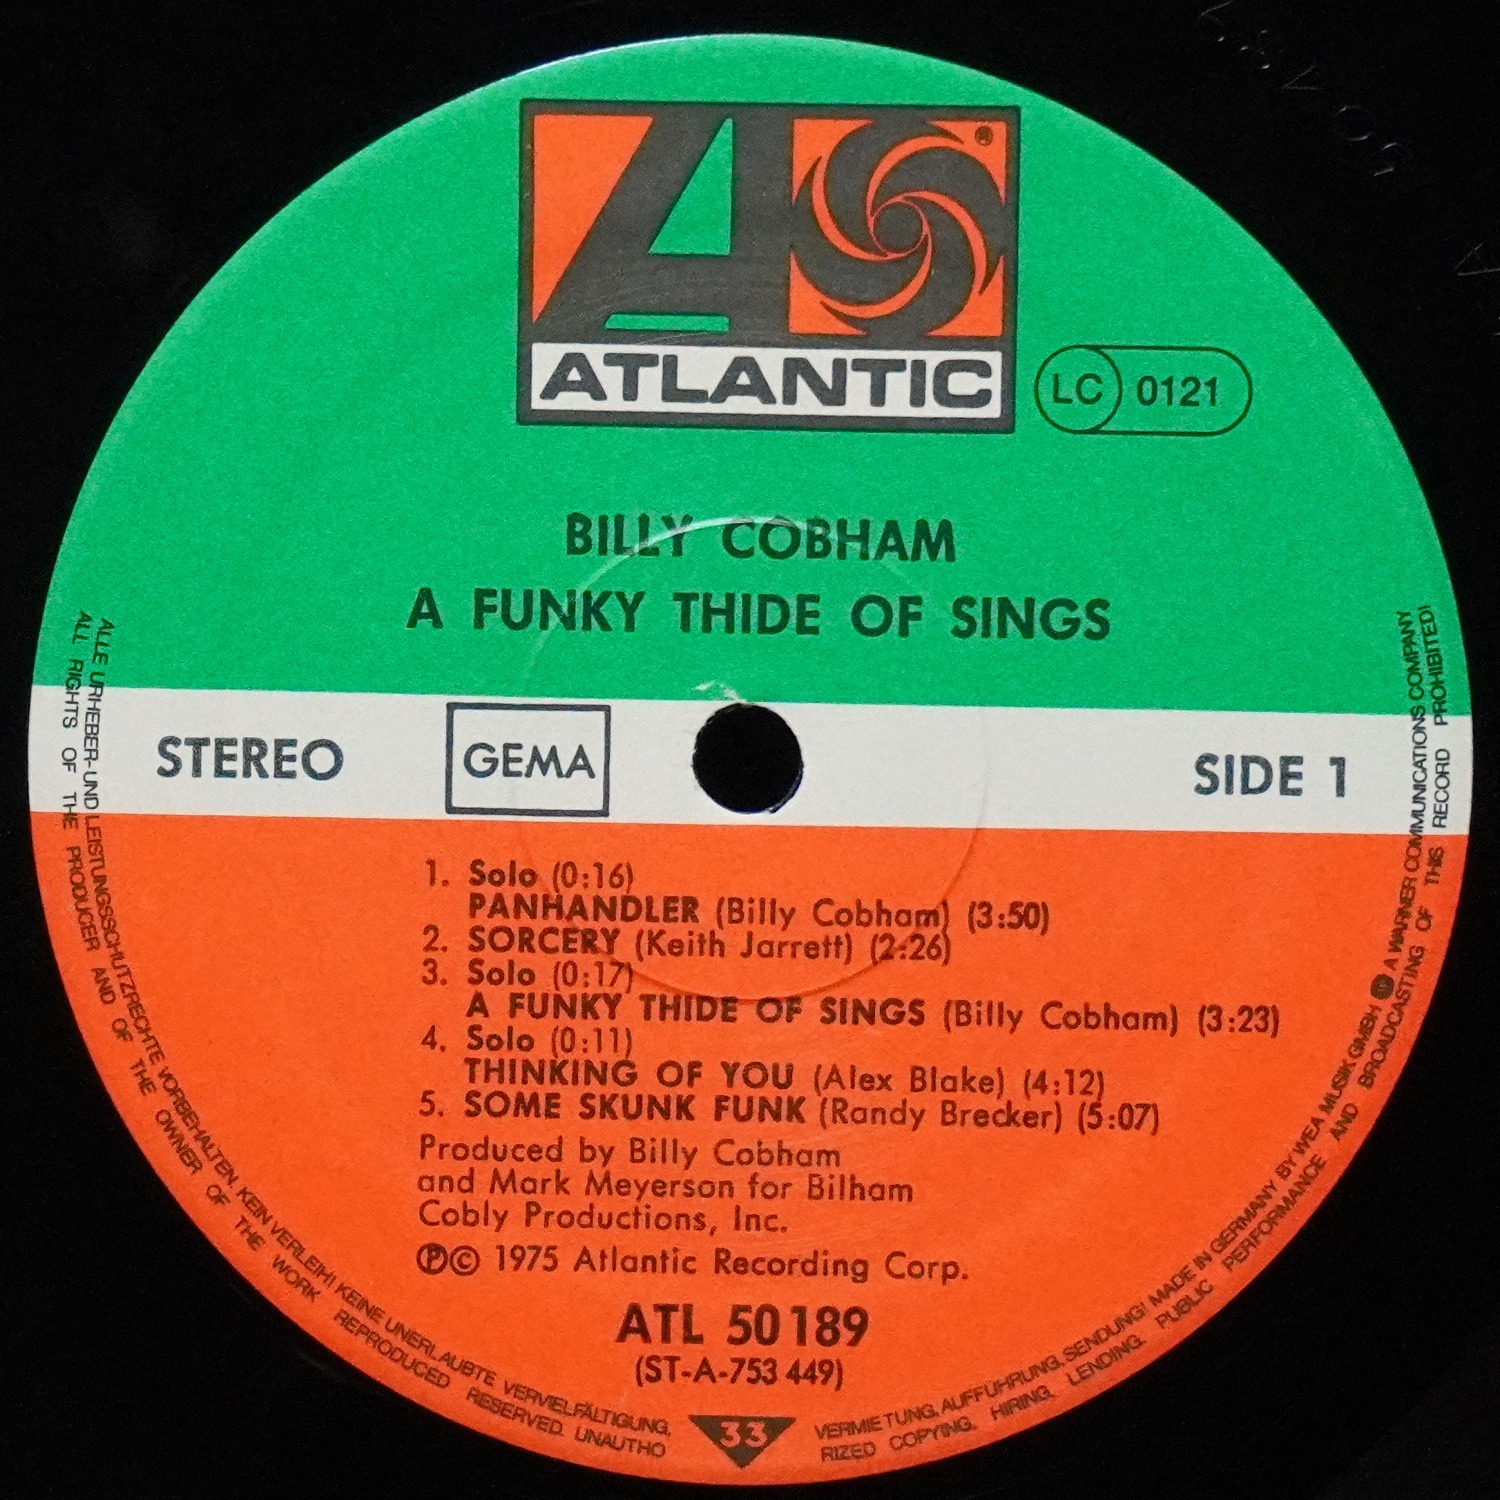 ATLANTIC
LC 0121
BILLY COBHAM
A FUNKY THIDE OF SINGS
STEREO
GEMA
SIDE 1
1. Solo (0:16)
PANHANDLER (Billy Cobham) (3:50)
2. SORCERY (Keith Jarrett) (2:26)
3. Solo (0:17)
A FUNKY THIDE OF SINGS (Billy Cobham) (3:23)
4. Solo (0:11)
THINKING OF YOU (Alex Blake) (4:12)
5. SOME SKUNK FUNK (Randy Brecker) (5:07)
Produced by Billy Cobham
and Mark Meyerson for Bilham
Cobly Productions, Inc.
Ⓟ© 1975 Atlantic Recording Corp.
ATL 50 189
(ST-A-753 449)
33
ALLE URHEBER- UND LEISTUNGSSCHUTZRECHTE VORBEHALTEN. KEIN VERLEIH! KEINE UNERLAUBTE VERVIELFÄLTIGUNG, VERMIETUNG, AUFFÜHRUNG, SENDUNG! MADE IN GERMANY BY WEA MUSIK GMBH A WARNER COMMUNICATIONS COMPANY
ALL RIGHTS OF THE PRODUCER AND OF THE OWNER OF THE WORK REPRODUCED RESERVED. UNAUTHORIZED COPYING, HIRING, LENDING, PUBLIC PERFORMANCE AND BROADCASTING OF THIS RECORD PROHIBITED!